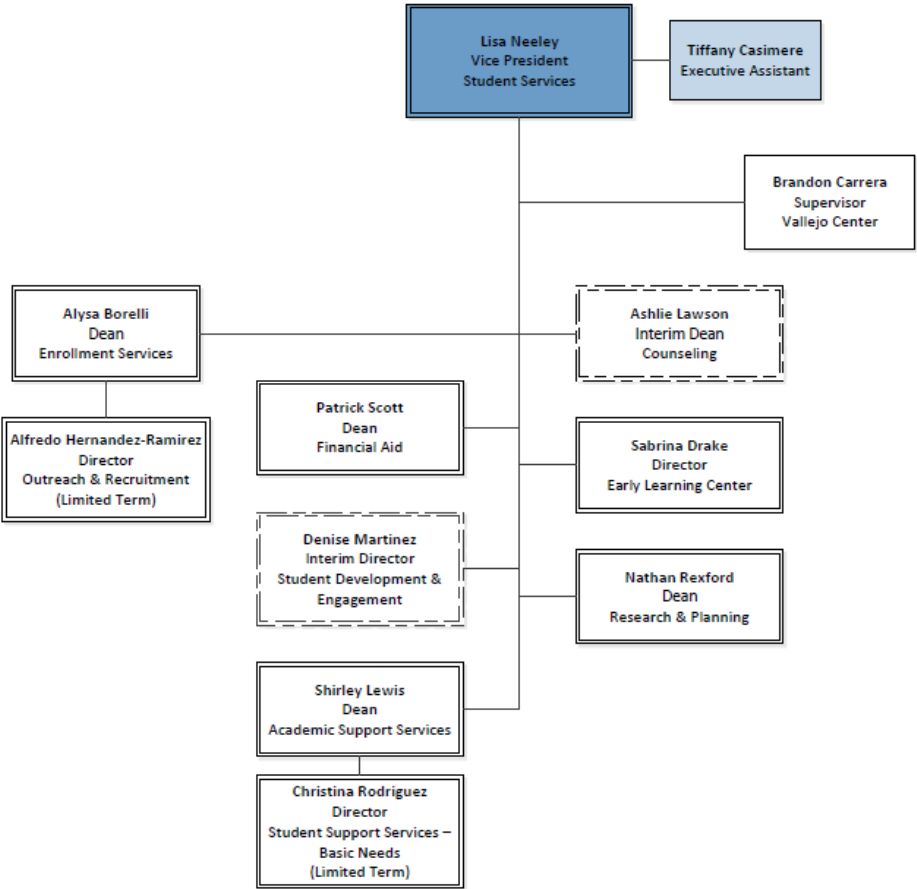 Lisa Neeley
Vice President
Student Services
Tiffany Casimere
Executive Assistant
Brandon Carrera
Supervisor
Vallejo Center
Alysa Borelli
Dean
Enrollment Services
Ashlie Lawson
Interim Dean
Counseling
Patrick Scott
Dean
Financial Aid
Alfredo Hernandez-Ramirez
Director
Outreach & Recruitment
(Limited Term)
Sabrina Drake
Director
Early Learning Center
Denise Martinez
Interim Director
Student Development &
Engagement
Nathan Rexford
Dean
Research & Planning
Shirley Lewis
Dean
Academic Support Services
Christina Rodriguez
Director
Student Support Services –
Basic Needs
(Limited Term)